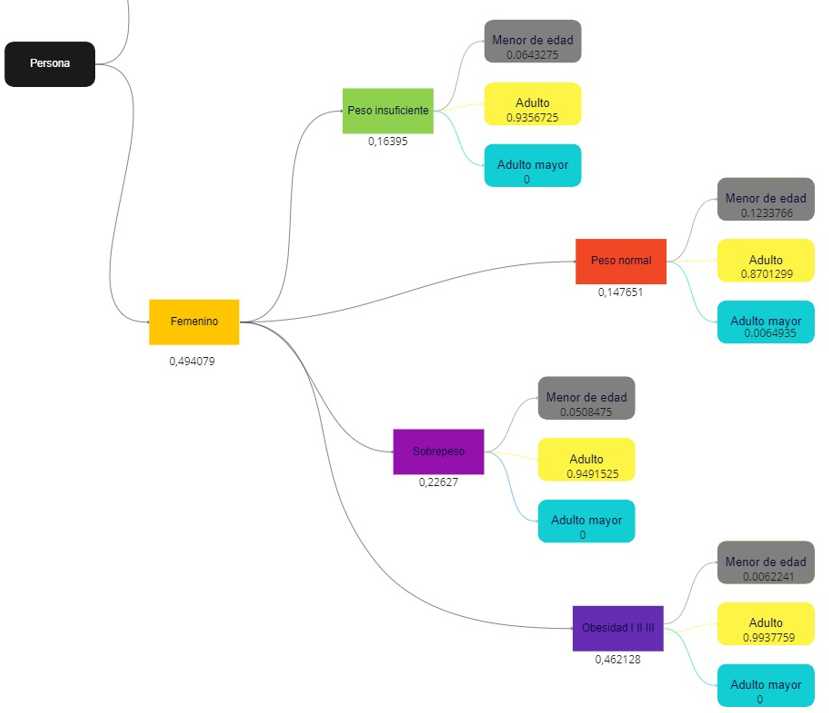 Persona
Femenino
0,494079
Peso insuficiente
0,16395
Menor de edad
0.0643275
Adulto
0.9356725
Adulto mayor
0
Peso normal
0,147651
Menor de edad
0.1233766
Adulto
0.8701299
Adulto mayor
0.0064935
Sobrepeso
0,22627
Menor de edad
0.0508475
Adulto
0.9491525
Adulto mayor
0
Obesidad I II III
0,462128
Menor de edad
0.0062241
Adulto
0.9937759
Adulto mayor
0